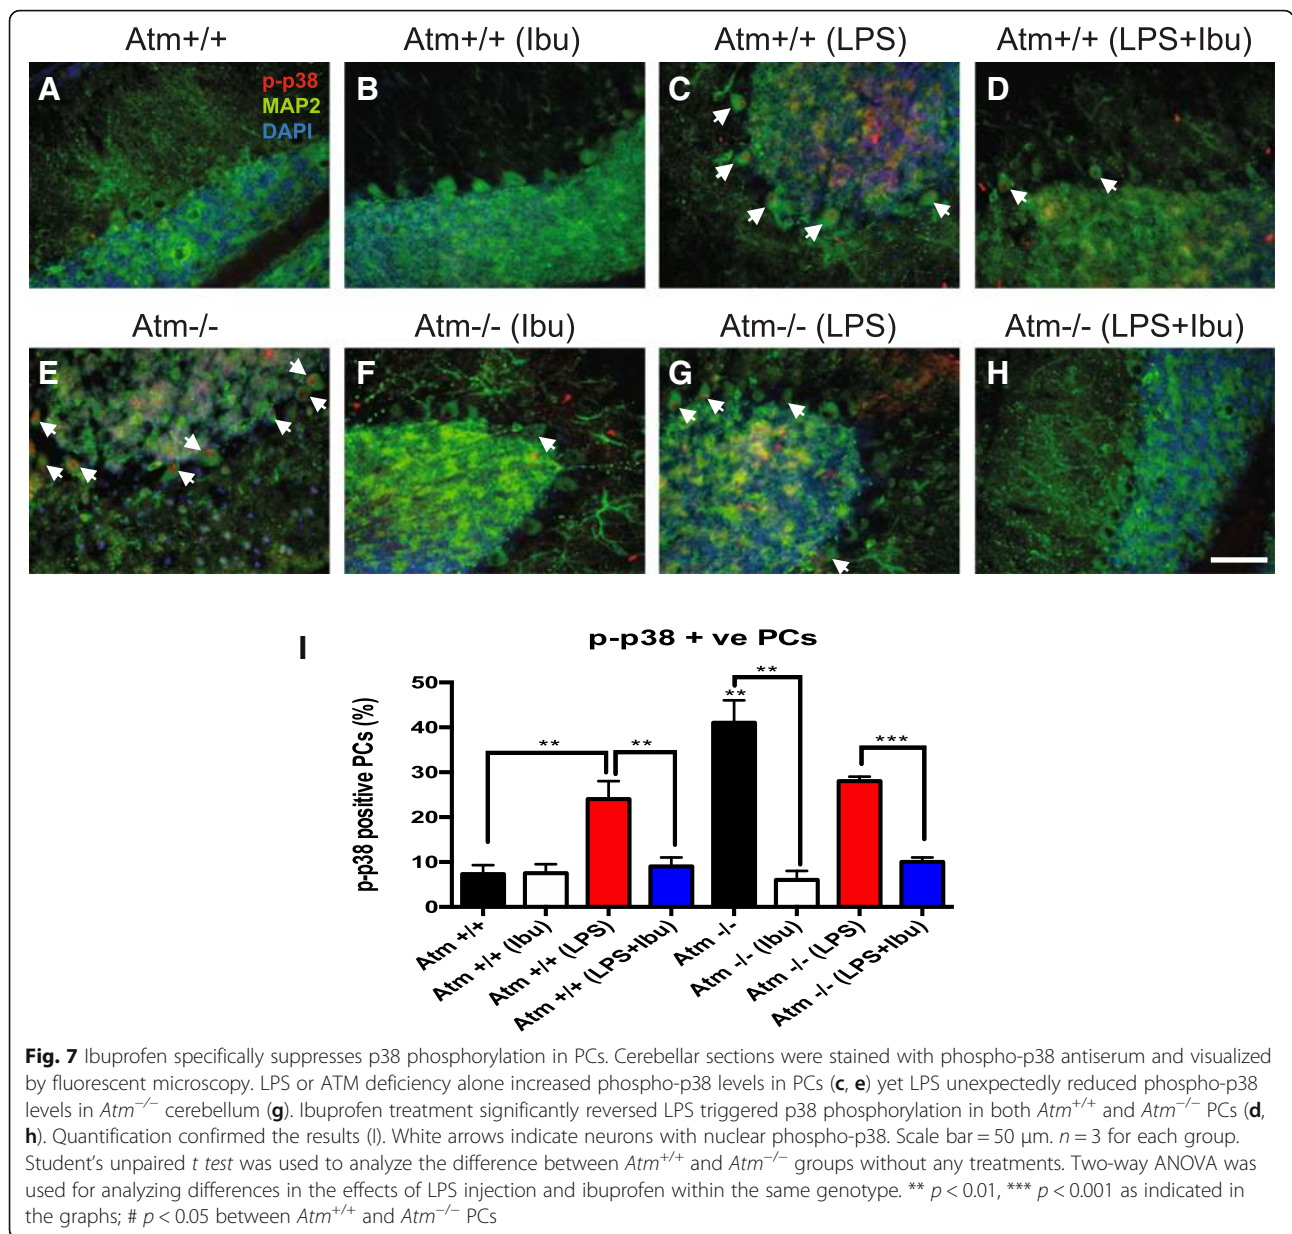 Atm+/+ Atm+/+ (Ibu) Atm+/+ (LPS) Atm+/+ (LPS+Ibu)
A B C D
p-p38
MAP2
DAPI
Atm-/- Atm-/- (Ibu) Atm-/- (LPS) Atm-/- (LPS+Ibu)
E F G H
I
p-p38 + ve PCs
p-p38 positive PCs (%)
50
40
30
20
10
0
** ** ** ** ***
Atm +/+
Atm +/+ (Ibu)
Atm +/+ (LPS)
Atm +/+ (LPS+Ibu)
Atm -/-
Atm -/- (Ibu)
Atm -/- (LPS)
Atm -/- (LPS+Ibu)
Fig. 7 Ibuprofen specifically suppresses p38 phosphorylation in PCs. Cerebellar sections were stained with phospho-p38 antiserum and visualized
by fluorescent microscopy. LPS or ATM deficiency alone increased phospho-p38 levels in PCs (c, e) yet LPS unexpectedly reduced phospho-p38
levels in Atm−/− cerebellum (g). Ibuprofen treatment significantly reversed LPS triggered p38 phosphorylation in both Atm+/+ and Atm−/− PCs (d,
h). Quantification confirmed the results (I). White arrows indicate neurons with nuclear phospho-p38. Scale bar = 50 μm. n = 3 for each group.
Student's unpaired t test was used to analyze the difference between Atm+/+ and Atm−/− groups without any treatments. Two-way ANOVA was
used for analyzing differences in the effects of LPS injection and ibuprofen within the same genotype. ** p < 0.01, *** p < 0.001 as indicated in
the graphs; # p < 0.05 between Atm+/+ and Atm−/− PCs